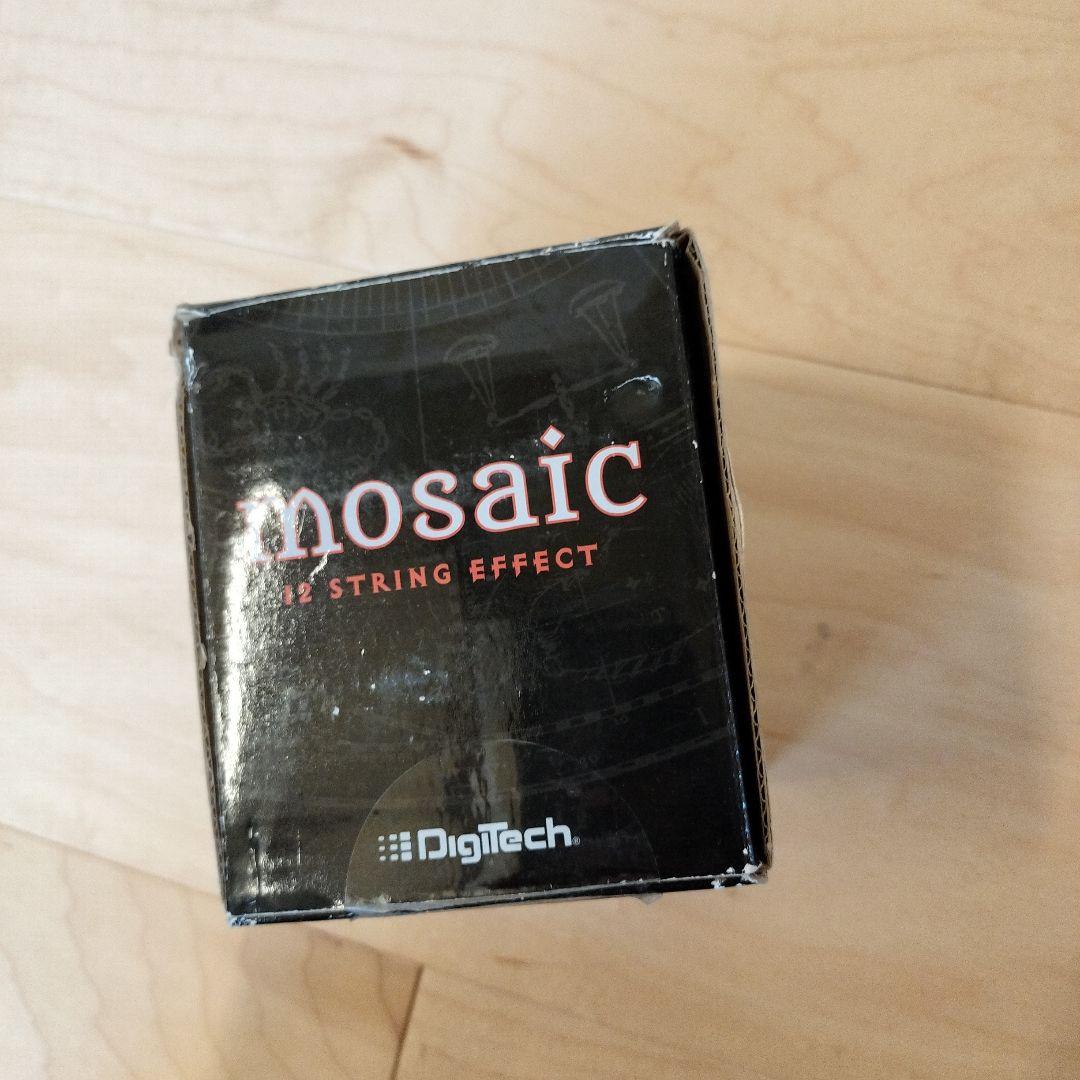 mosaic
12 STRING EFFECT
DigiTech®